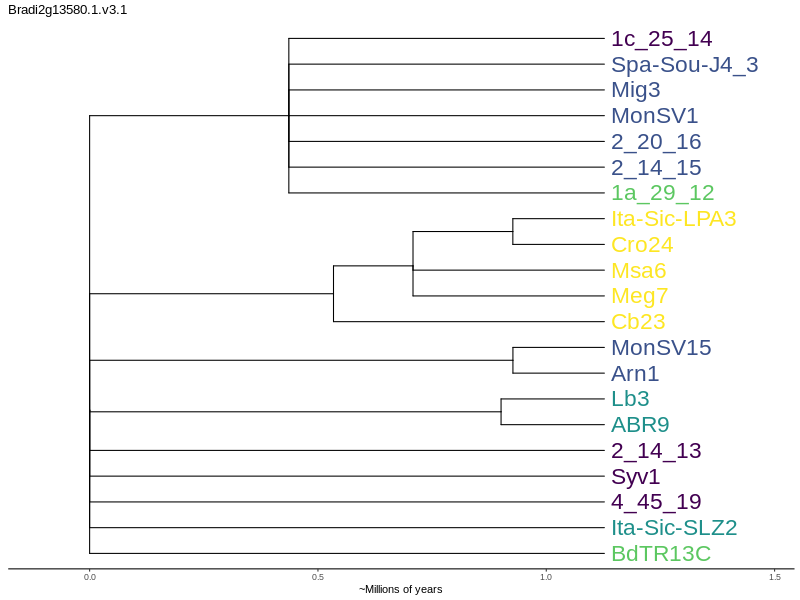 Bradi2g13580.1.v3.1
1c_25_14
Spa-Sou-J4_3
Mig3
MonSV1
2_20_16
2_14_15
1a_29_12
Ita-Sic-LPA3
Cro24
Msa6
Meg7
Cb23
MonSV15
Arn1
Lb3
ABR9
2_14_13
Syv1
4_45_19
Ita-Sic-SLZ2
BdTR13C
0.0 0.5 1.0 1.5
~Millions of years